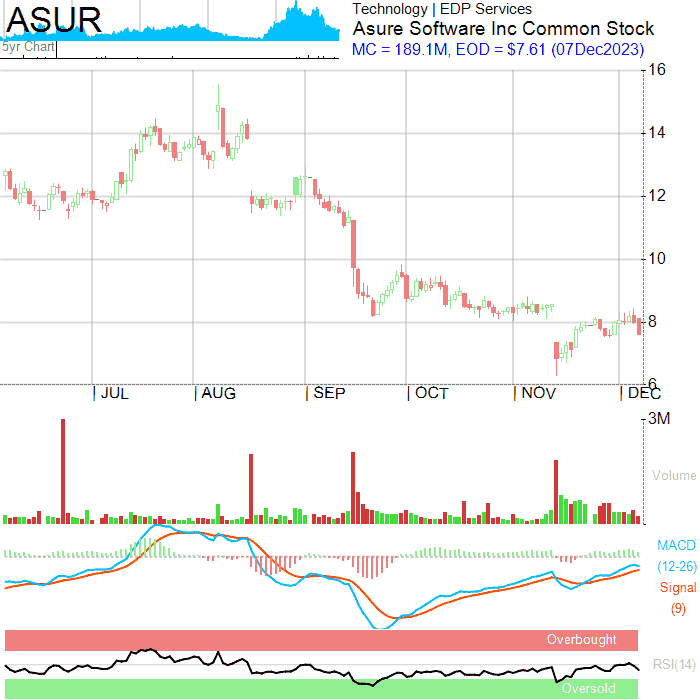 ASUR
5yr Chart
Technology | EDP Services
Asure Software Inc Common Stock
MC = 189.1M, EOD = $7.61 (07Dec2023)
16
14
12
10
8
6
JUL AUG SEP OCT NOV DEC
3M
Volume
MACD
(12-26)
Signal
(9)
Overbought
RSI(14)
Oversold